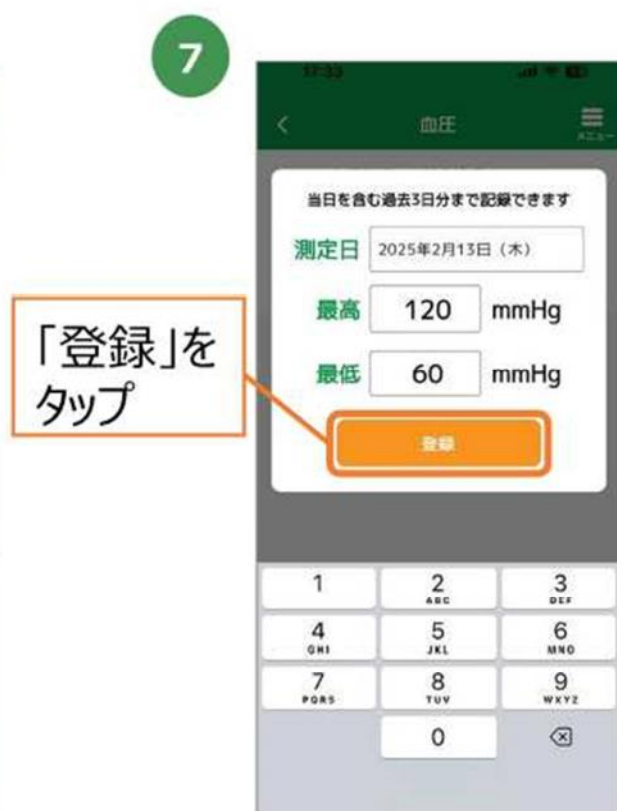 7
17:33
血圧
メニュー
当日を含む過去3日分まで記録できます
測定日 2025年2月13日（木）
最高 120 mmHg
最低 60 mmHg
登録
「登録」を
タップ
1 2 3
ABC DEF
4 5 6
GHI JKL MNO
7 8 9
PQRS TUV WXYZ
0